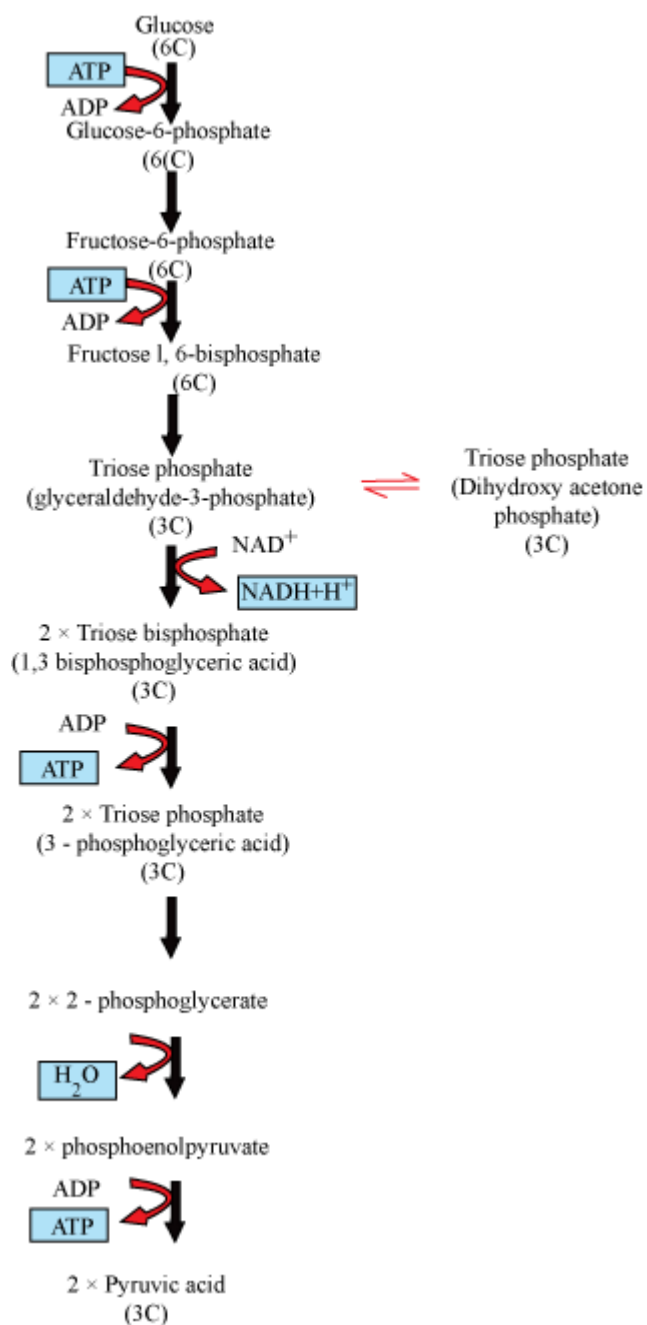 Glucose
(6C)
ATP
ADP
Glucose-6-phosphate
(6(C)
Fructose-6-phosphate
(6C)
ATP
ADP
Fructose l, 6-bisphosphate
(6C)
Triose phosphate
(glyceraldehyde-3-phosphate)
(3C)
Triose phosphate
(Dihydroxy acetone
phosphate)
(3C)
NAD+
NADH+H+
2 × Triose bisphosphate
(1,3 bisphosphoglyceric acid)
(3C)
ADP
ATP
2 × Triose phosphate
(3 - phosphoglyceric acid)
(3C)
2 × 2 - phosphoglycerate
H2O
2 × phosphoenolpyruvate
ADP
ATP
2 × Pyruvic acid
(3C)